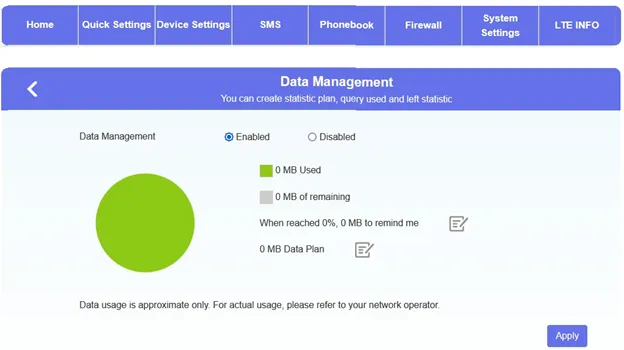 Home
Quick Settings
Device Settings
SMS
Phonebook
Firewall
System
Settings
LTE INFO
Data Management
You can create statistic plan, query used and left statistic
Data Management
Enabled
Disabled
0 MB Used
0 MB of remaining
When reached 0%, 0 MB to remind me
0 MB Data Plan
Data usage is approximate only. For actual usage, please refer to your network operator.
Apply